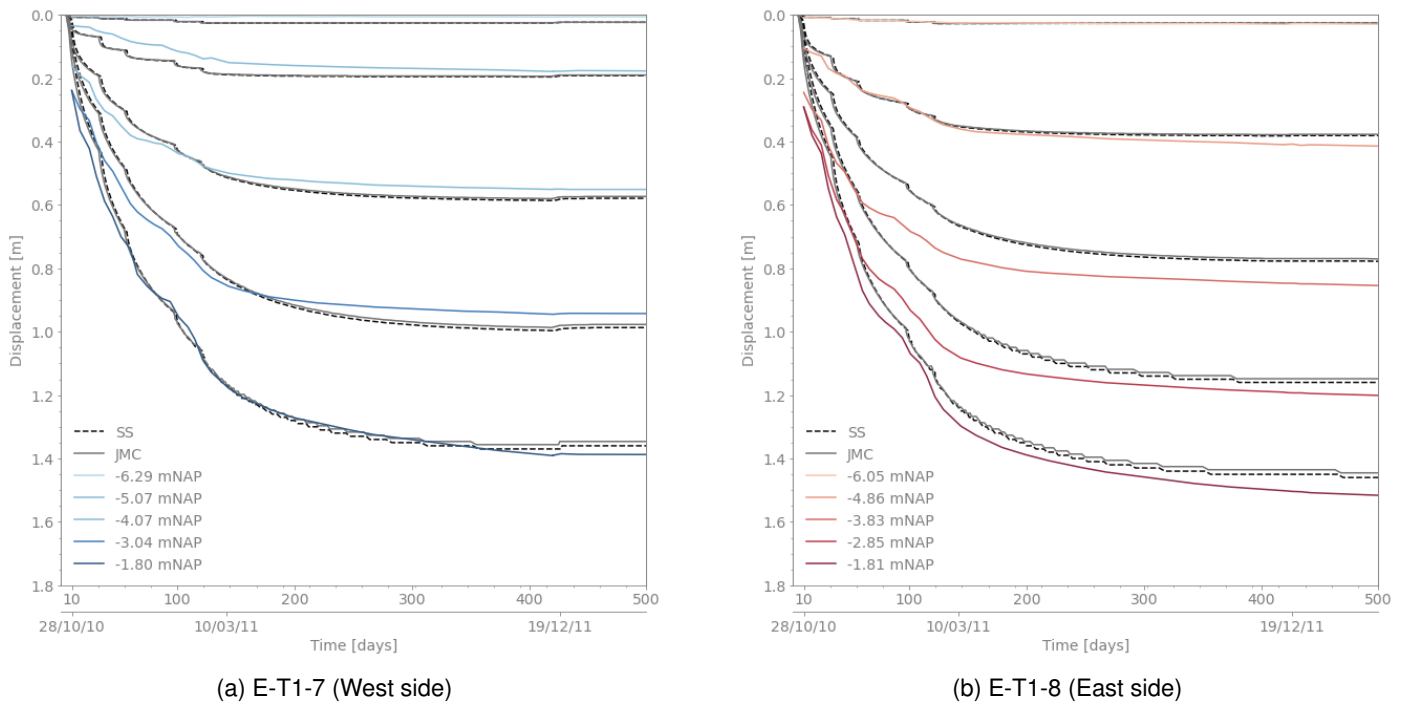 0.0
0.2
0.4
0.6
0.8
1.0
1.2
1.4
1.6
1.8
Displacement [m]
SS
JMC
-6.29 mNAP
-5.07 mNAP
-4.07 mNAP
-3.04 mNAP
-1.80 mNAP
10 100 200 300 400 500
28/10/10 10/03/11 19/12/11
Time [days]
(a) E-T1-7 (West side)
0.0
0.2
0.4
0.6
0.8
1.0
1.2
1.4
1.6
1.8
Displacement [m]
SS
JMC
-6.05 mNAP
-4.86 mNAP
-3.83 mNAP
-2.85 mNAP
-1.81 mNAP
10 100 200 300 400 500
28/10/10 10/03/11 19/12/11
Time [days]
(b) E-T1-8 (East side)